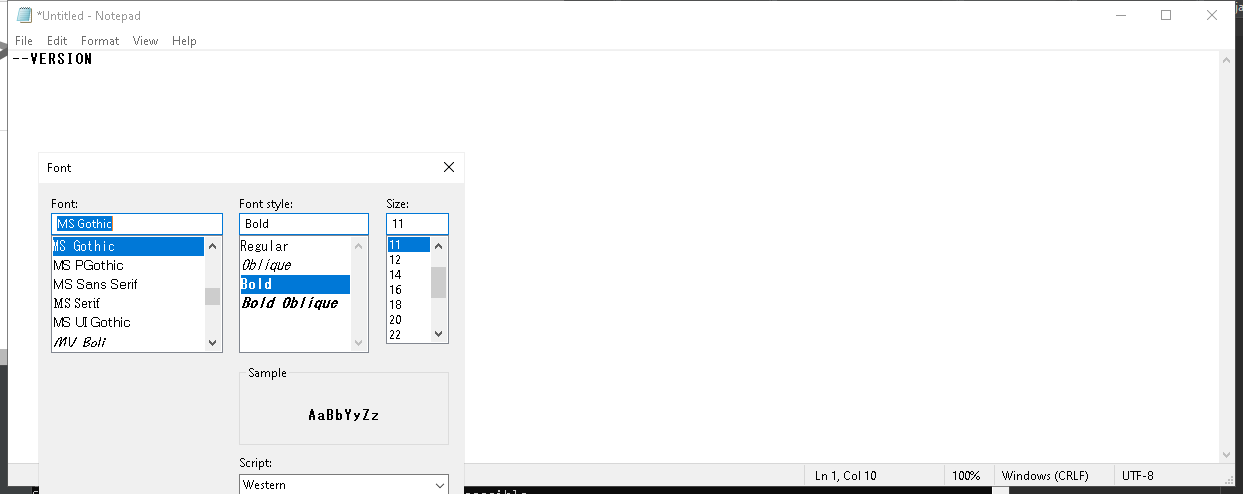 *Untitled - Notepad
File Edit Format View Help
--VERSION
Font
Font: Font style: Size:
MS Gothic Bold 11
MS Gothic Regular 11
MS PGothic Oblique 12
MS Sans Serif Bold 14
MS Serif Bold Oblique 16
MS UI Gothic 18
MV Boli 20
22
Sample
AaBbYyZz
Script:
Western
Ln 1, Col 10 100% Windows (CRLF) UTF-8